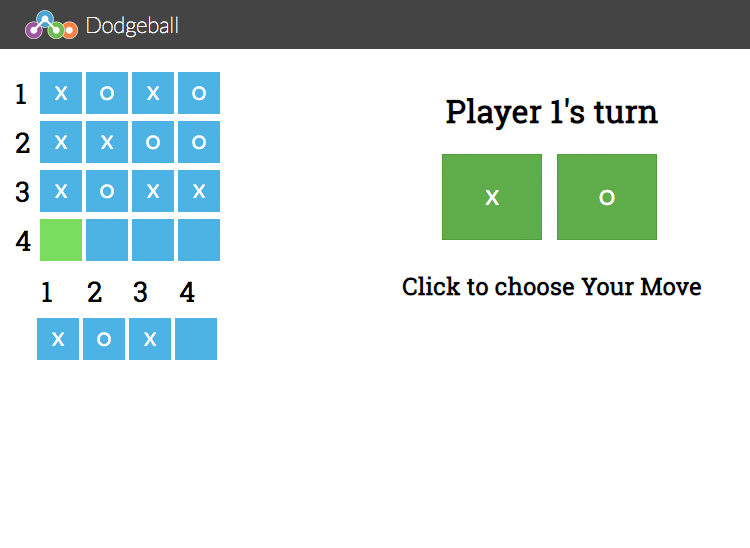 Dodgeball
1 x o x o
2 x x o o
3 x o x x
4
1 2 3 4
x o x
Player 1's turn
x o
Click to choose Your Move